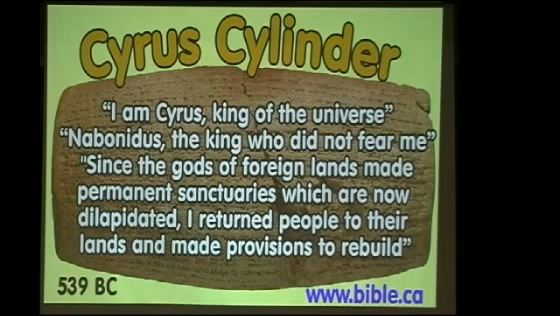 Cyrus Cylinder
“I am Cyrus, king of the universe”
“Nabonidus, the king who did not fear me”
"Since the gods of foreign lands made
permanent sanctuaries which are now
dilapidated, I returned people to their
lands and made provisions to rebuild”
539 BC
www.bible.ca